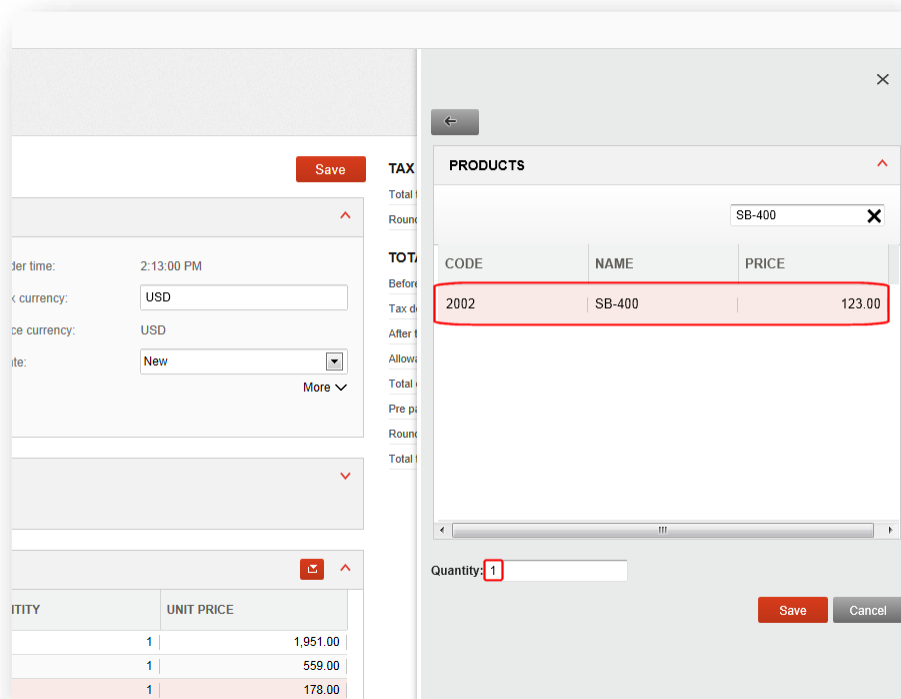 Save
der time:
2:13:00 PM
currency:
USD
ce currency:
USD
te:
New
More
TITY
UNIT PRICE
1
1,951.00
1
559.00
1
178.00
TAX
Total
Round
TOTA
Before
Tax de
After t
Allowa
Total
Pre pa
Round
Total
PRODUCTS
SB-400
CODE
NAME
PRICE
2002
SB-400
123.00
Quantity:
1
Save
Cancel